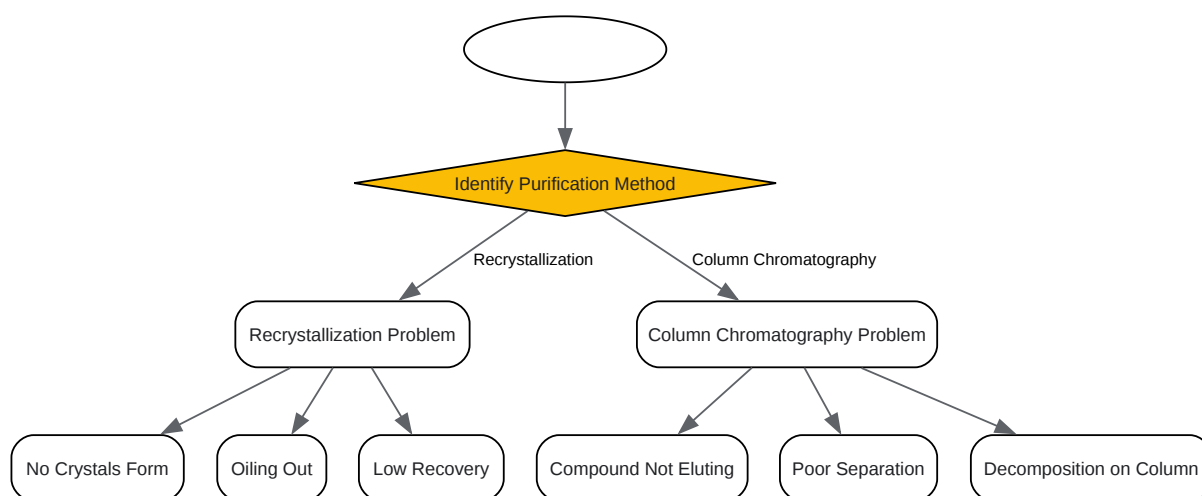 Identify Purification Method
Recrystallization
Column Chromatography
Recrystallization Problem
Column Chromatography Problem
No Crystals Form
Oiling Out
Low Recovery
Compound Not Eluting
Poor Separation
Decomposition on Column